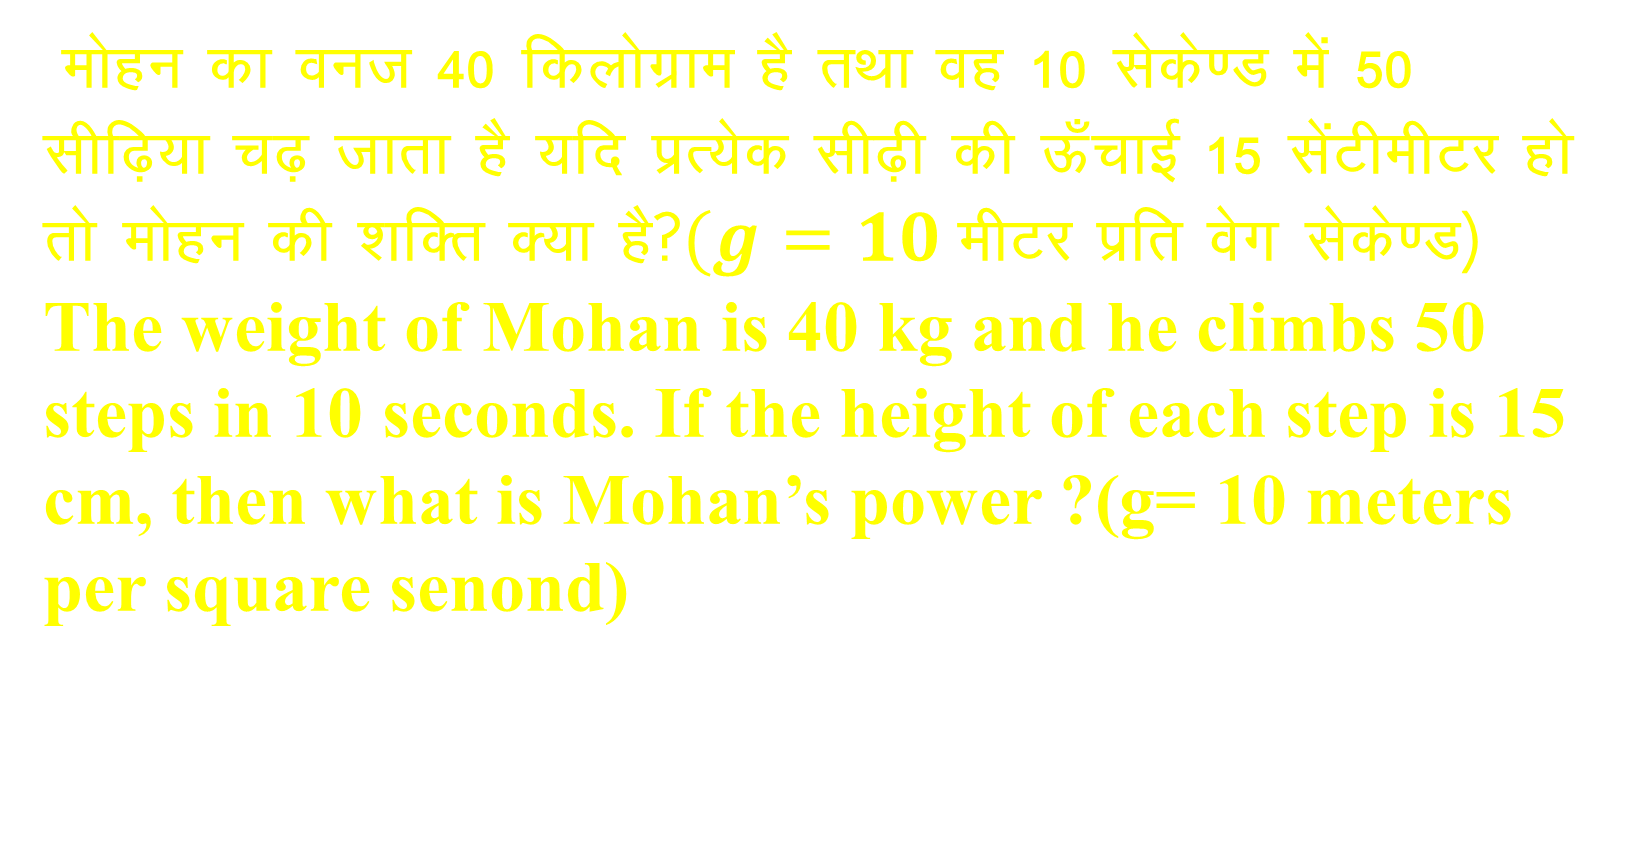 मोहन का वनज 40 किलोग्राम है तथा वह 10 सेकेण्ड में 50
सीढ़िया चढ़ जाता है यदि प्रत्येक सीढ़ी की ऊँचाई 15 सेंटीमीटर हो
तो मोहन की शक्ति क्या है?(g = 10 मीटर प्रति वेग सेकेण्ड)
The weight of Mohan is 40 kg and he climbs 50
steps in 10 seconds. If the height of each step is 15
cm, then what is Mohan’s power ?(g= 10 meters
per square senond)